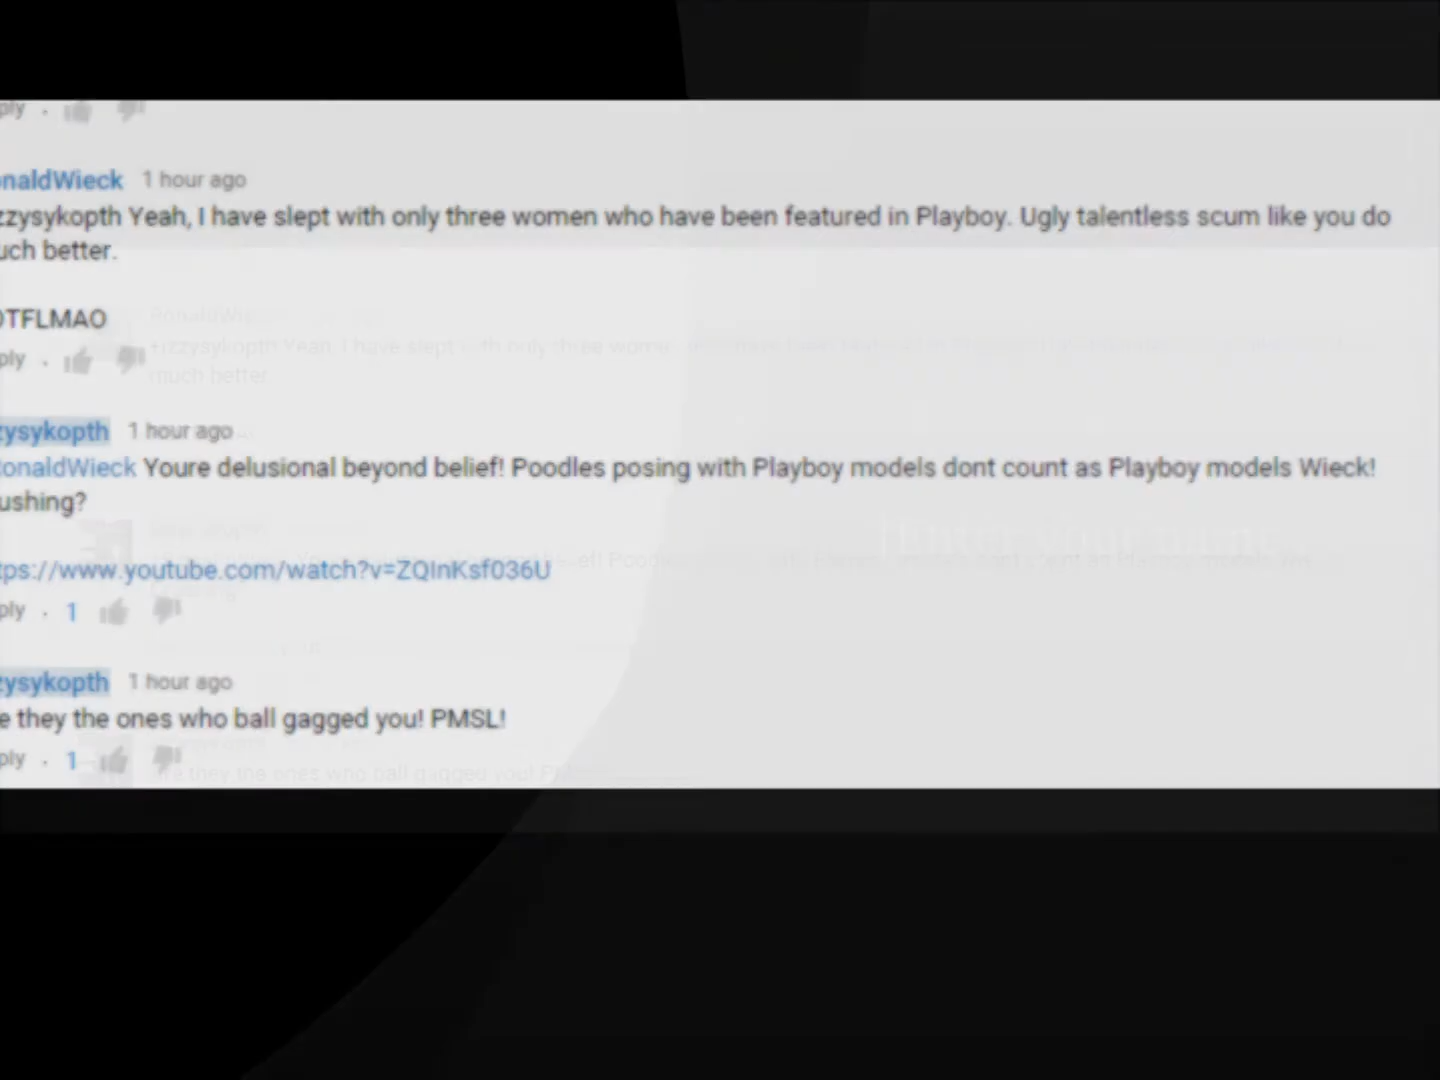 ply .
onaldWieck 1 hour ago
zzysykopth Yeah, I have slept with only three women who have been featured in Playboy. Ugly talentless scum like you do
uch better.
OTFLMAO
ply .
zysykopth 1 hour ago
onaldWieck Youre delusional beyond belief! Poodles posing with Playboy models dont count as Playboy models Wieck!
ushing?
tps://www.youtube.com/watch?v=ZQInKsf036U
ply . 1
zysykopth 1 hour ago
e they the ones who ball gagged you! PMSL!
ply . 1